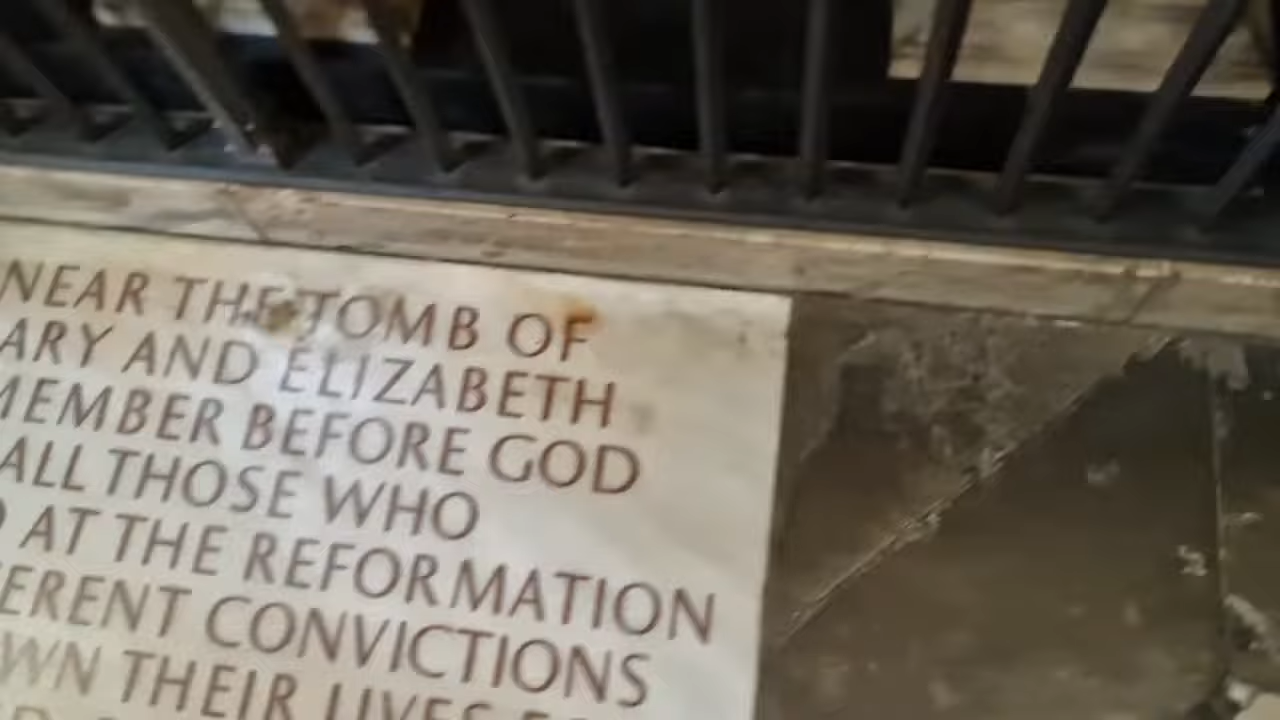 NEAR THE TOMB OF
ARY AND ELIZABETH
MEMBER BEFORE GOD
ALL THOSE WHO
AT THE REFORMATION
ERENT CONVICTIONS
WN THEIR LIVES